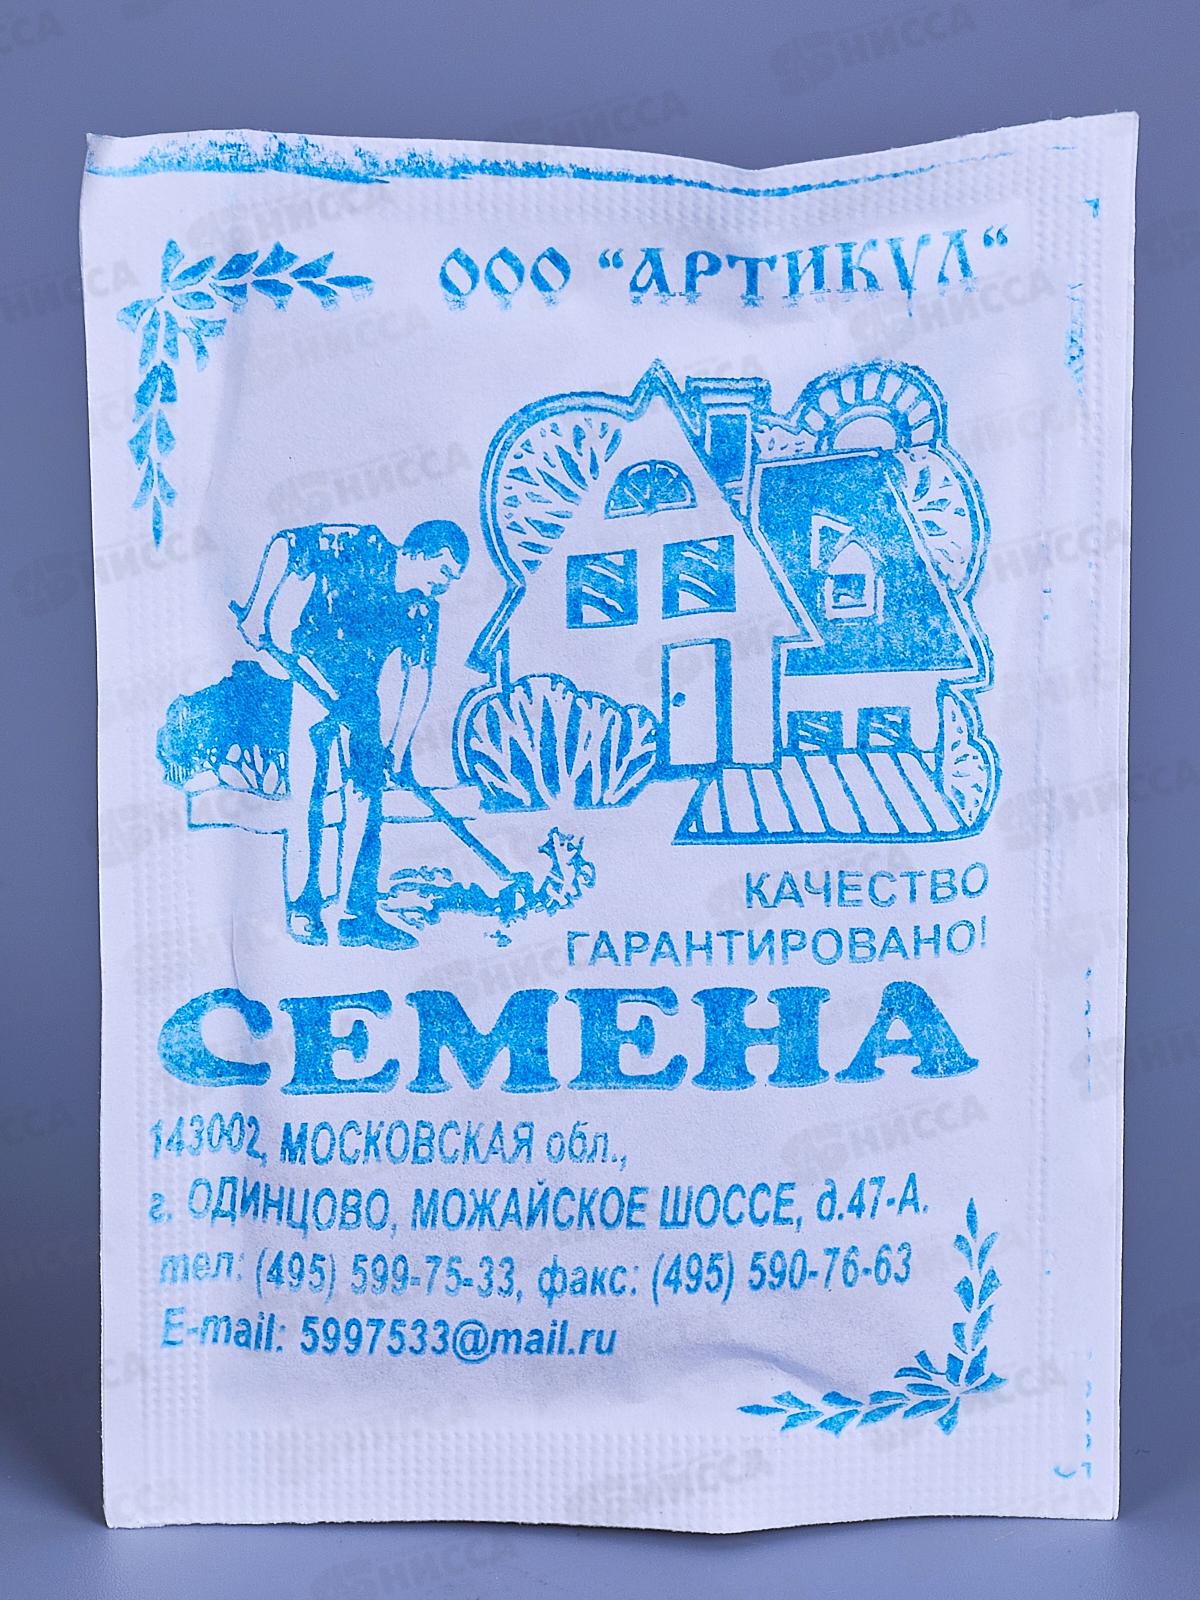 ООО “АРТИКУЛ“
КАЧЕСТВО
ГАРАНТИРОВАНО!
СЕМЕНА
143002, МОСКОВСКАЯ обл.,
г. ОДИНЦОВО, МОЖАЙСКОЕ ШОССЕ, д.47-А.
тел: (495) 599-75-33, факс: (495) 590-76-63
E-mail: 5997533@mail.ru
НИССА